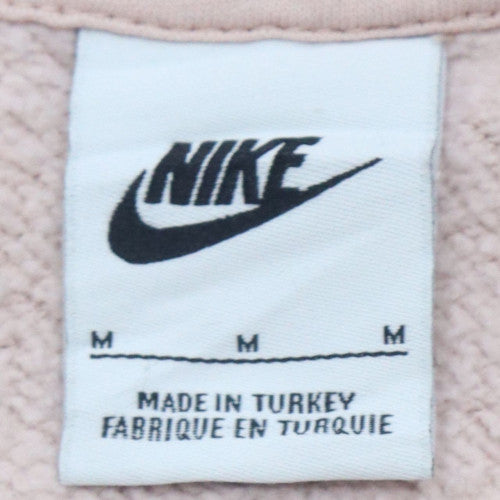 NIKE
M M M
MADE IN TURKEY
FABRIQUE EN TURQUIE